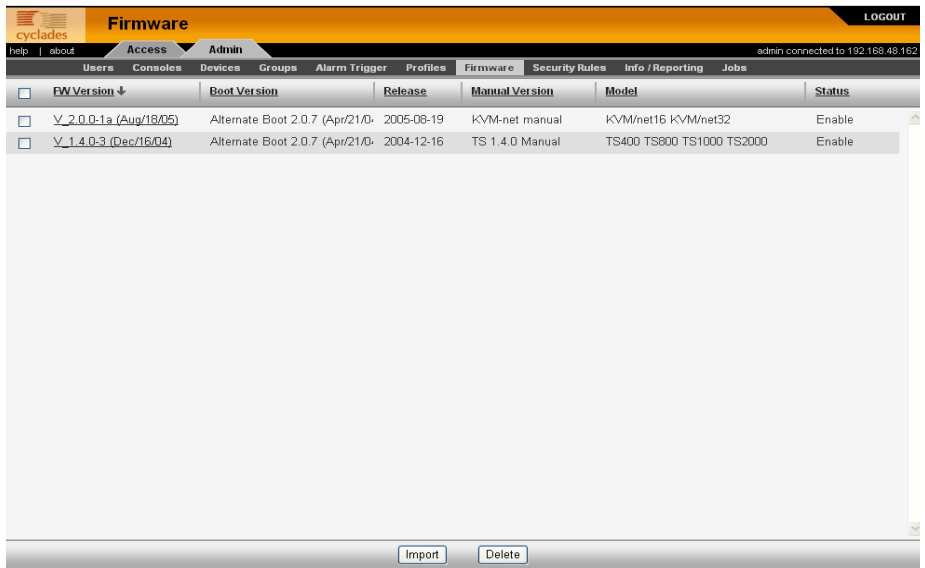 Firmware
LOGOUT
cyclades
help | about Access Admin admin connected to 192.168.48.162
Users Consoles Devices Groups Alarm Trigger Profiles Firmware Security Rules Info / Reporting Jobs
FW Version Boot Version Release Manual Version Model Status
V_2.0.0-1a (Aug/18/05) Alternate Boot 2.0.7 (Apr/21/0 2005-08-19 KVM-net manual KVM/net16 KVM/net32 Enable
V_1.4.0-3 (Dec/16/04) Alternate Boot 2.0.7 (Apr/21/0 2004-12-16 TS 1.4.0 Manual TS400 TS800 TS1000 TS2000 Enable
Import Delete